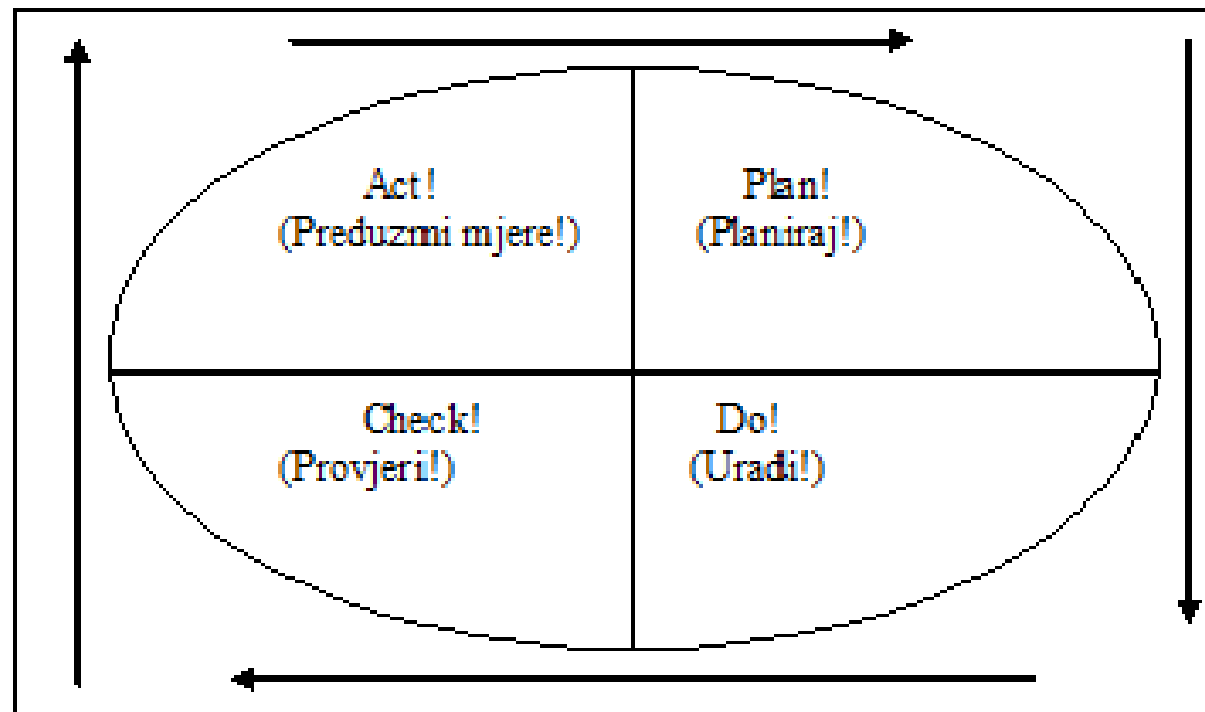 Act!
(Preduzmi mjere!)
Plan!
(Planiraj!)
Check!
(Provjeri!)
Do!
(Uradi!)